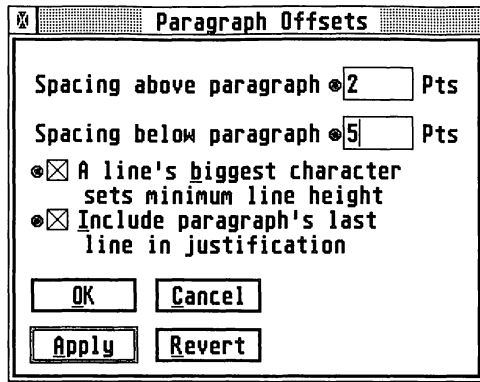 Paragraph Offsets
Spacing above paragraph 2 Pts
Spacing below paragraph 5 Pts
A line's biggest character
sets minimum line height
Include paragraph's last
line in justification
OK Cancel
Apply Revert